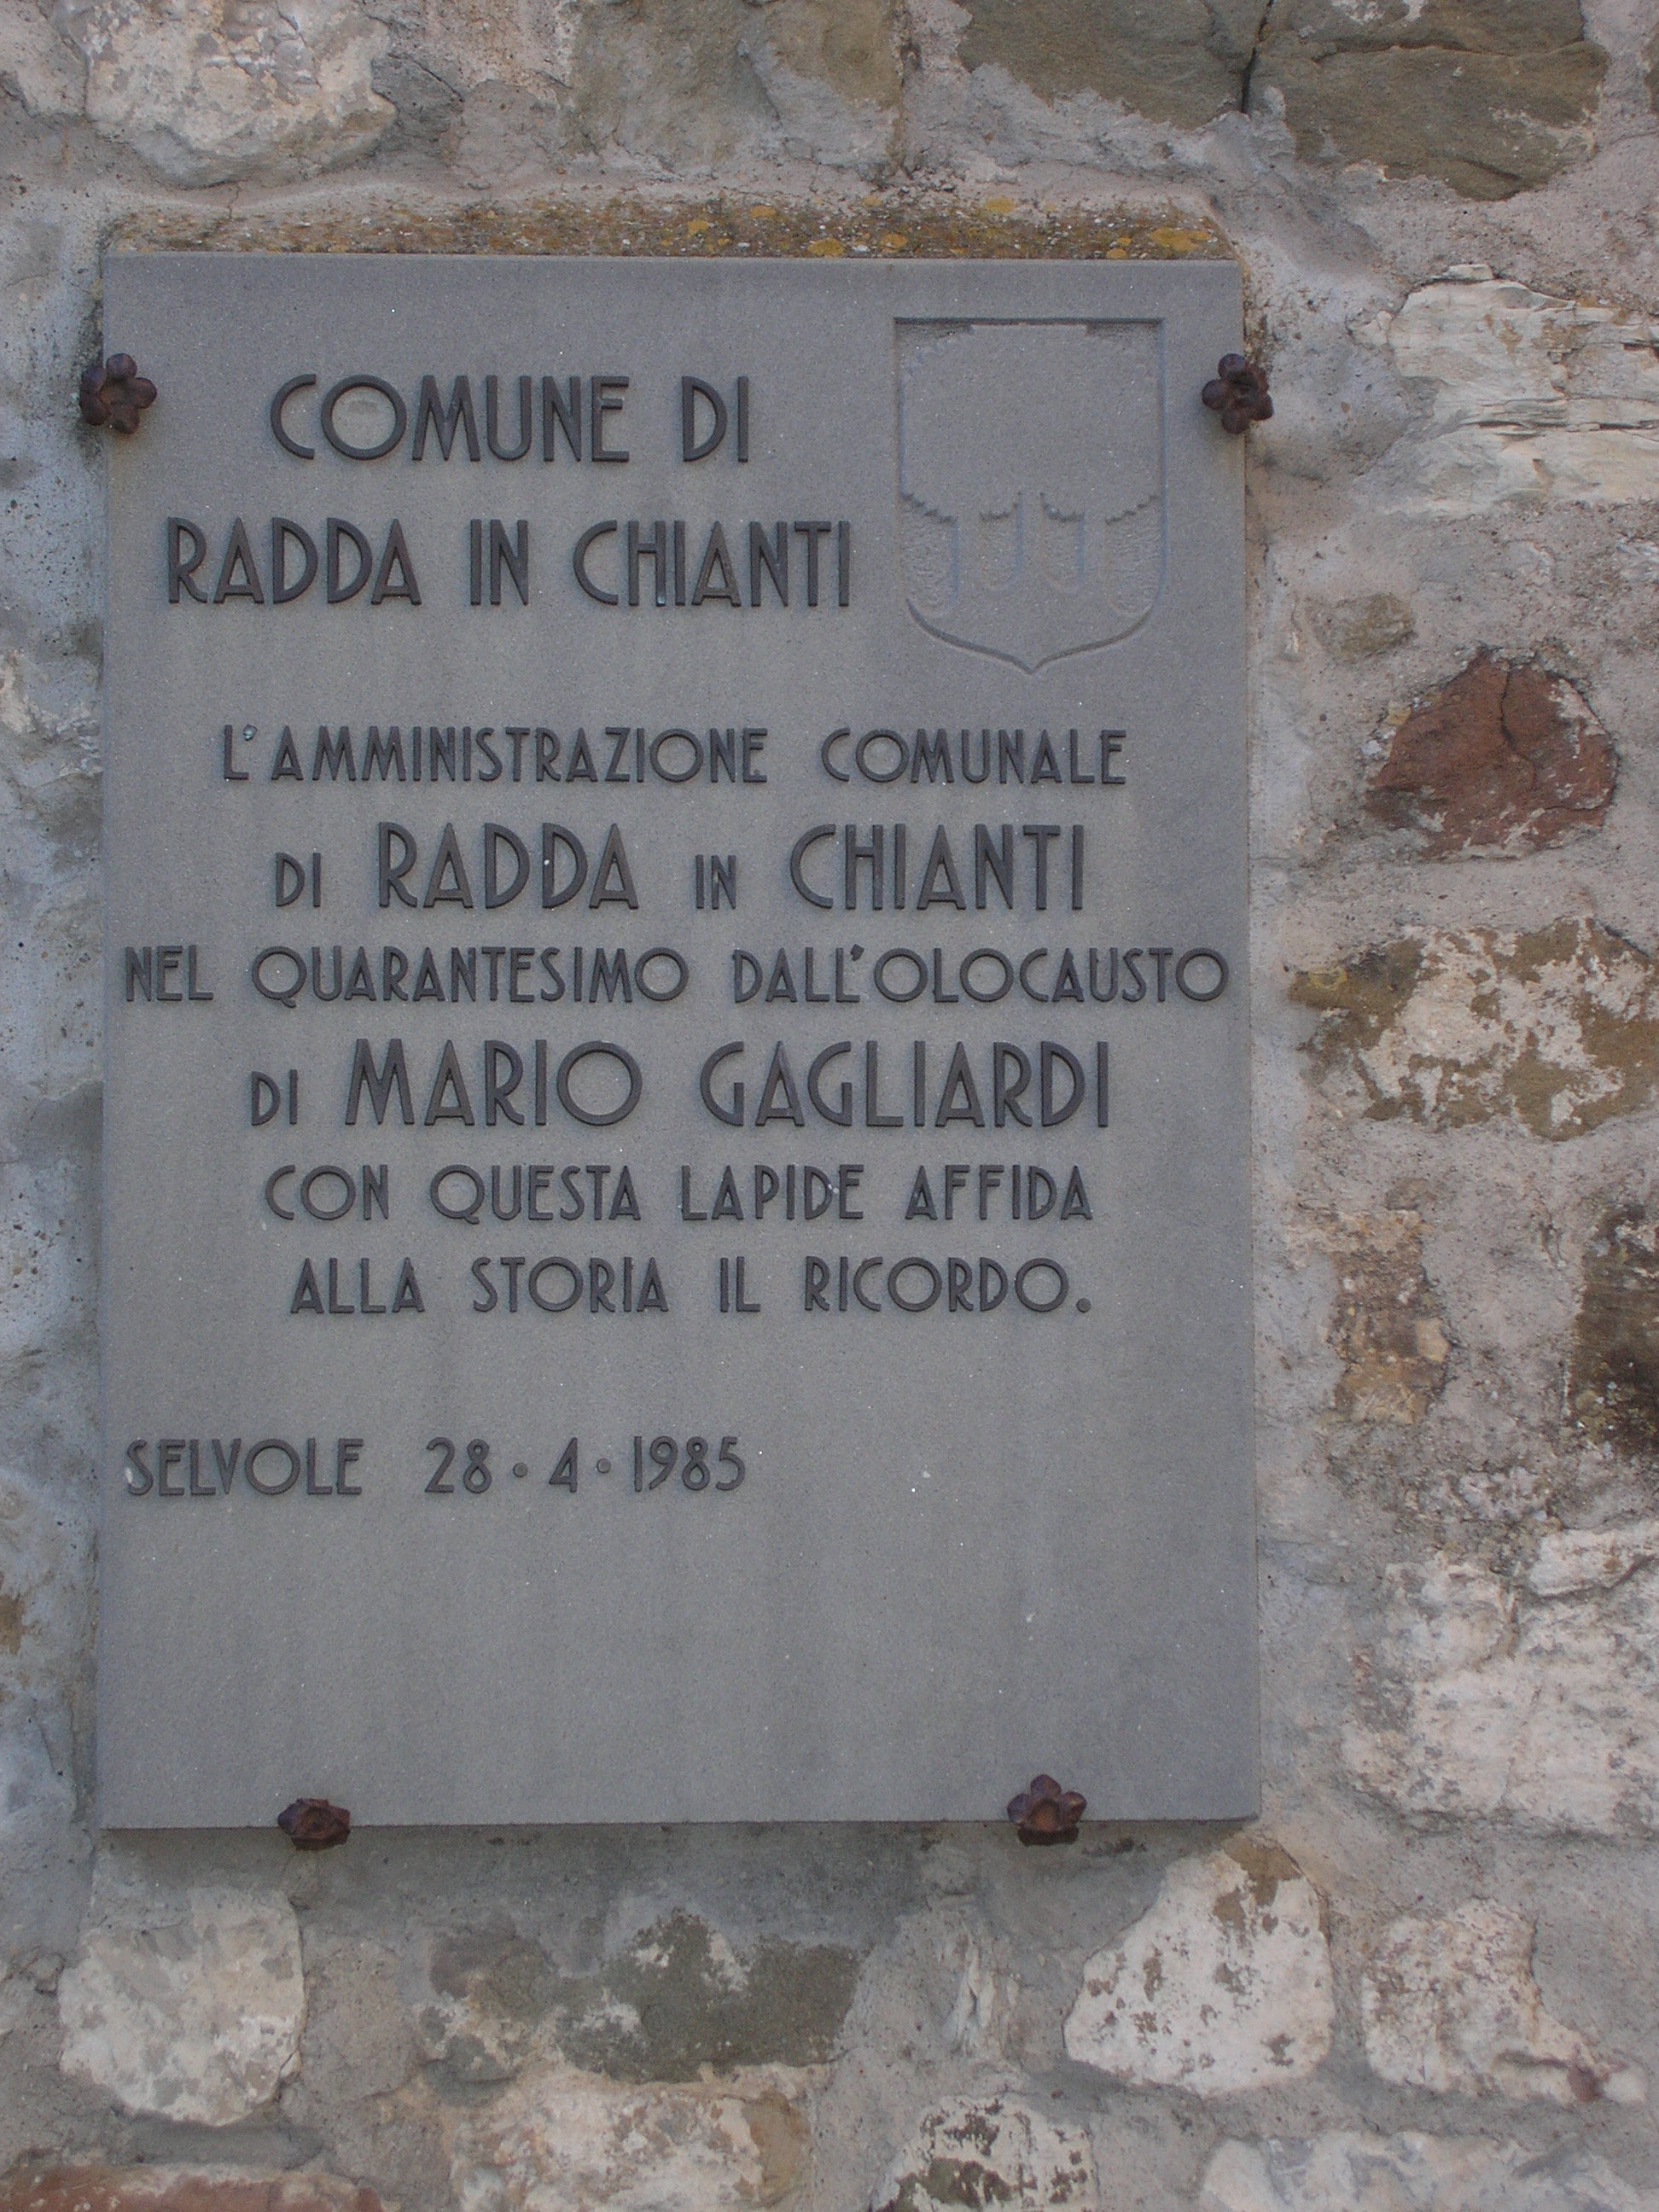 COMUNE DI
RADDA IN CHIANTI
L'AMMINISTRAZIONE COMUNALE
DI RADDA IN CHIANTI
NEL QUARANTESIMO DALL'OLOCAUSTO
DI MARIO GAGLIARDI
CON QUESTA LAPIDE AFFIDA
ALLA STORIA IL RICORDO.
SELVOLE 28·4·1985